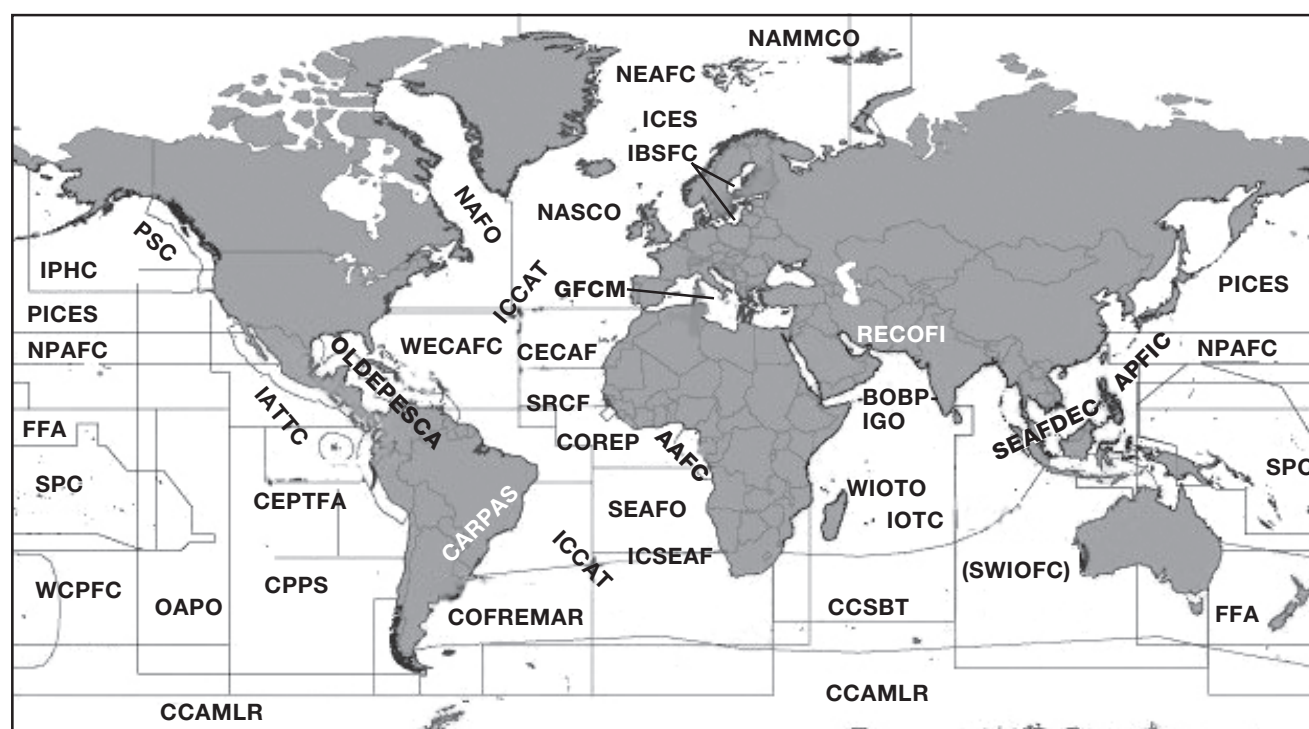 NAMMCO
NEAFC
ICES
IBSFC
NAFO
NASCO
PSC
IPHC
ICCAT
GFCM
PICES
PICES
RECOFI
NPAFC
OLDEPESCA
WECAFC
CECAF
APFIC
NPAFC
IATTC
SRCF
BOBP-
IGO
FFA
COREP
AAFC
SEAFDEC
SPC
CEPTFA
CARPAS
SEAFO
WIOTO
IOTC
SPC
ICCAT
ICSEAF
(SWIOFC)
WCPFC
OAPO
CPPS
COFREMAR
CCSBT
FFA
CCAMLR
CCAMLR